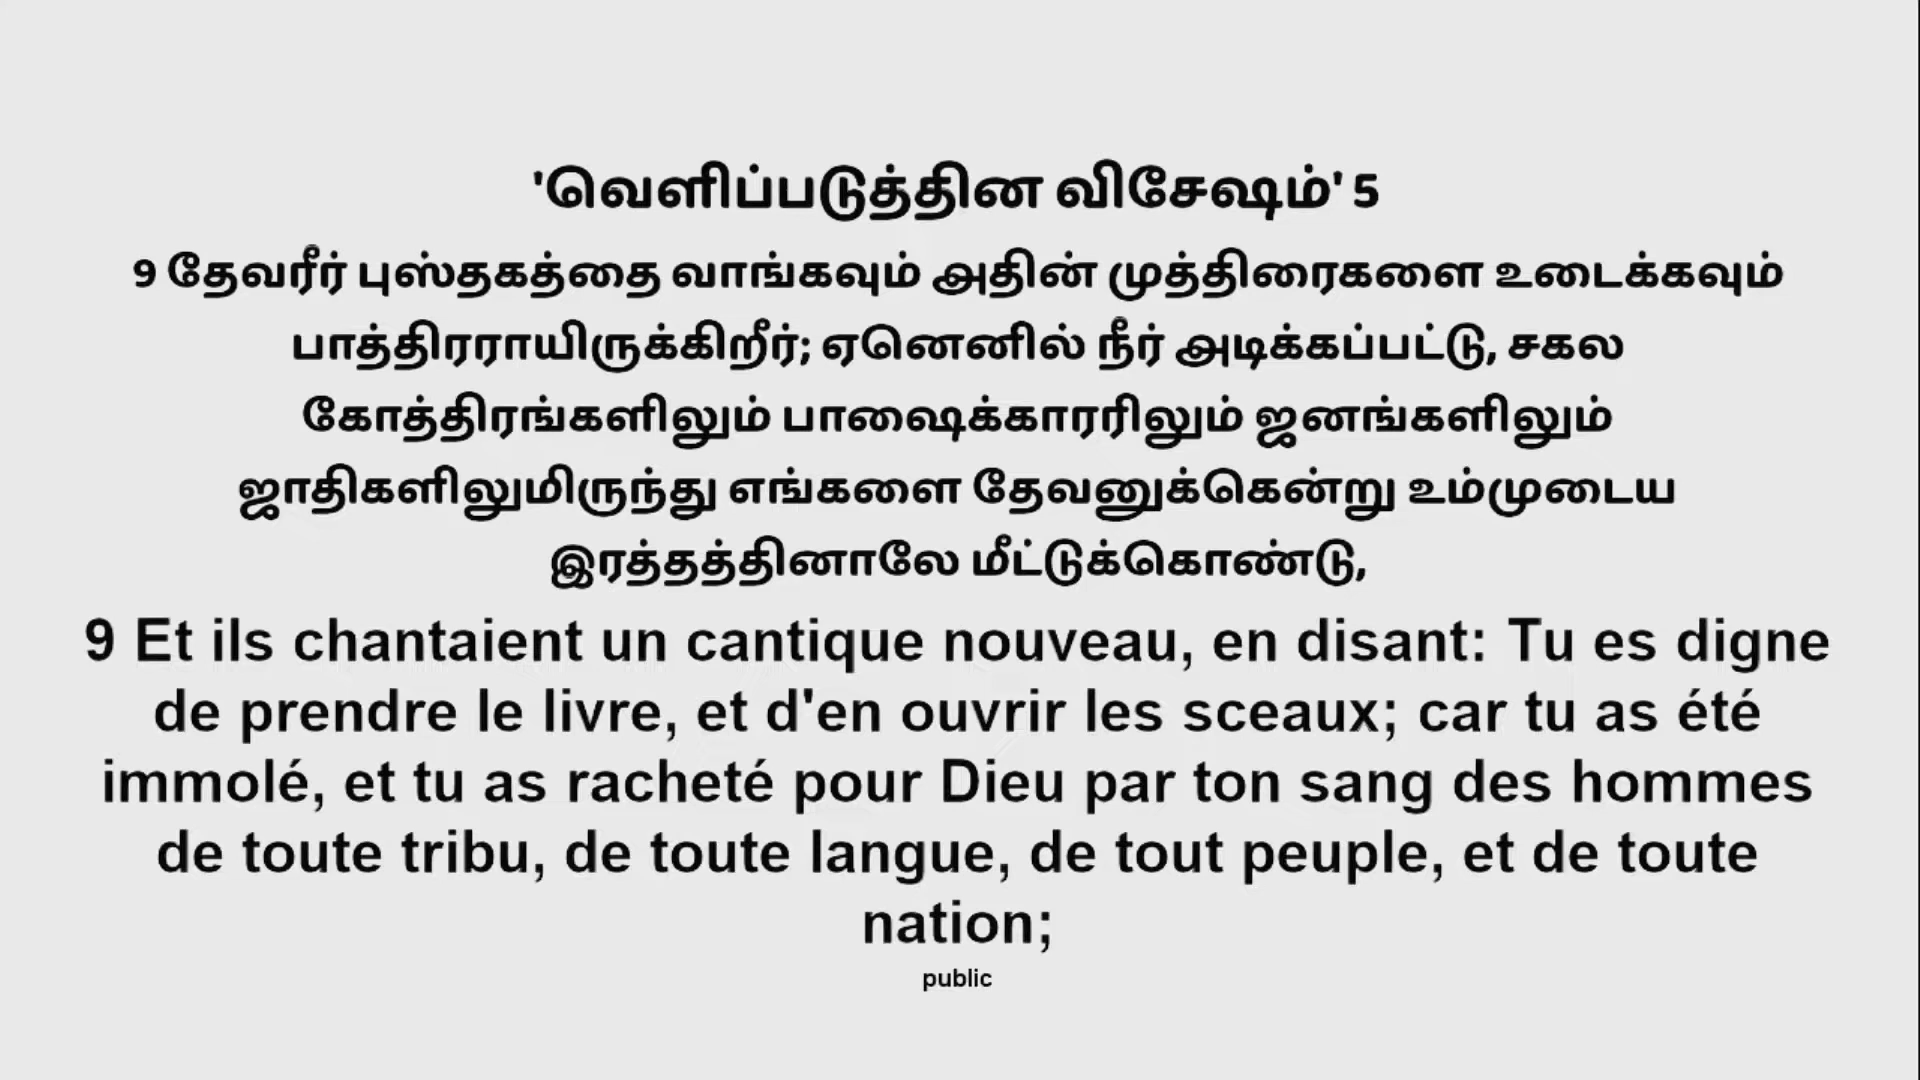 'வெளிப்படுத்தின விசேஷம்' 5
9 தேவரீர் புஸ்தகத்தை வாங்கவும் அதின் முத்திரைகளை உடைக்கவும்
பாத்திரராயிருக்கிறீர்; ஏனெனில் நீர் அடிக்கப்பட்டு, சகல
கோத்திரங்களிலும் பாஷைக்காரரிலும் ஜனங்களிலும்
ஜாதிகளிலுமிருந்து எங்களை தேவனுக்கென்று உம்முடைய
இரத்தத்தினாலே மீட்டுக்கொண்டு,
9 Et ils chantaient un cantique nouveau, en disant: Tu es digne
de prendre le livre, et d'en ouvrir les sceaux; car tu as été
immolé, et tu as racheté pour Dieu par ton sang des hommes
de toute tribu, de toute langue, de tout peuple, et de toute
nation;
public